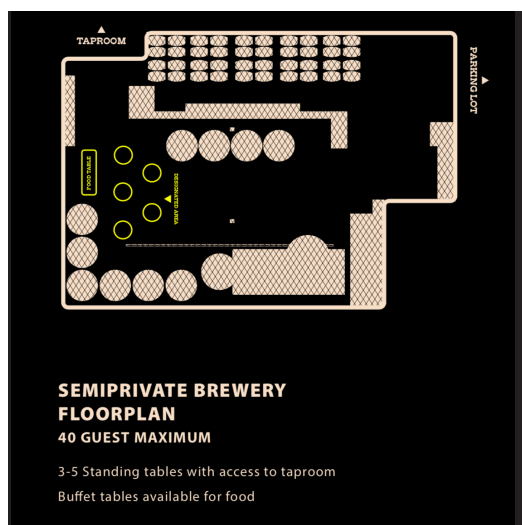 TAPROOM
PARKING LOT
FOOD TABLE
DESIGNATED AREA
SEMIPRIVATE BREWERY
FLOORPLAN
40 GUEST MAXIMUM
3-5 Standing tables with access to taproom
Buffet tables available for food